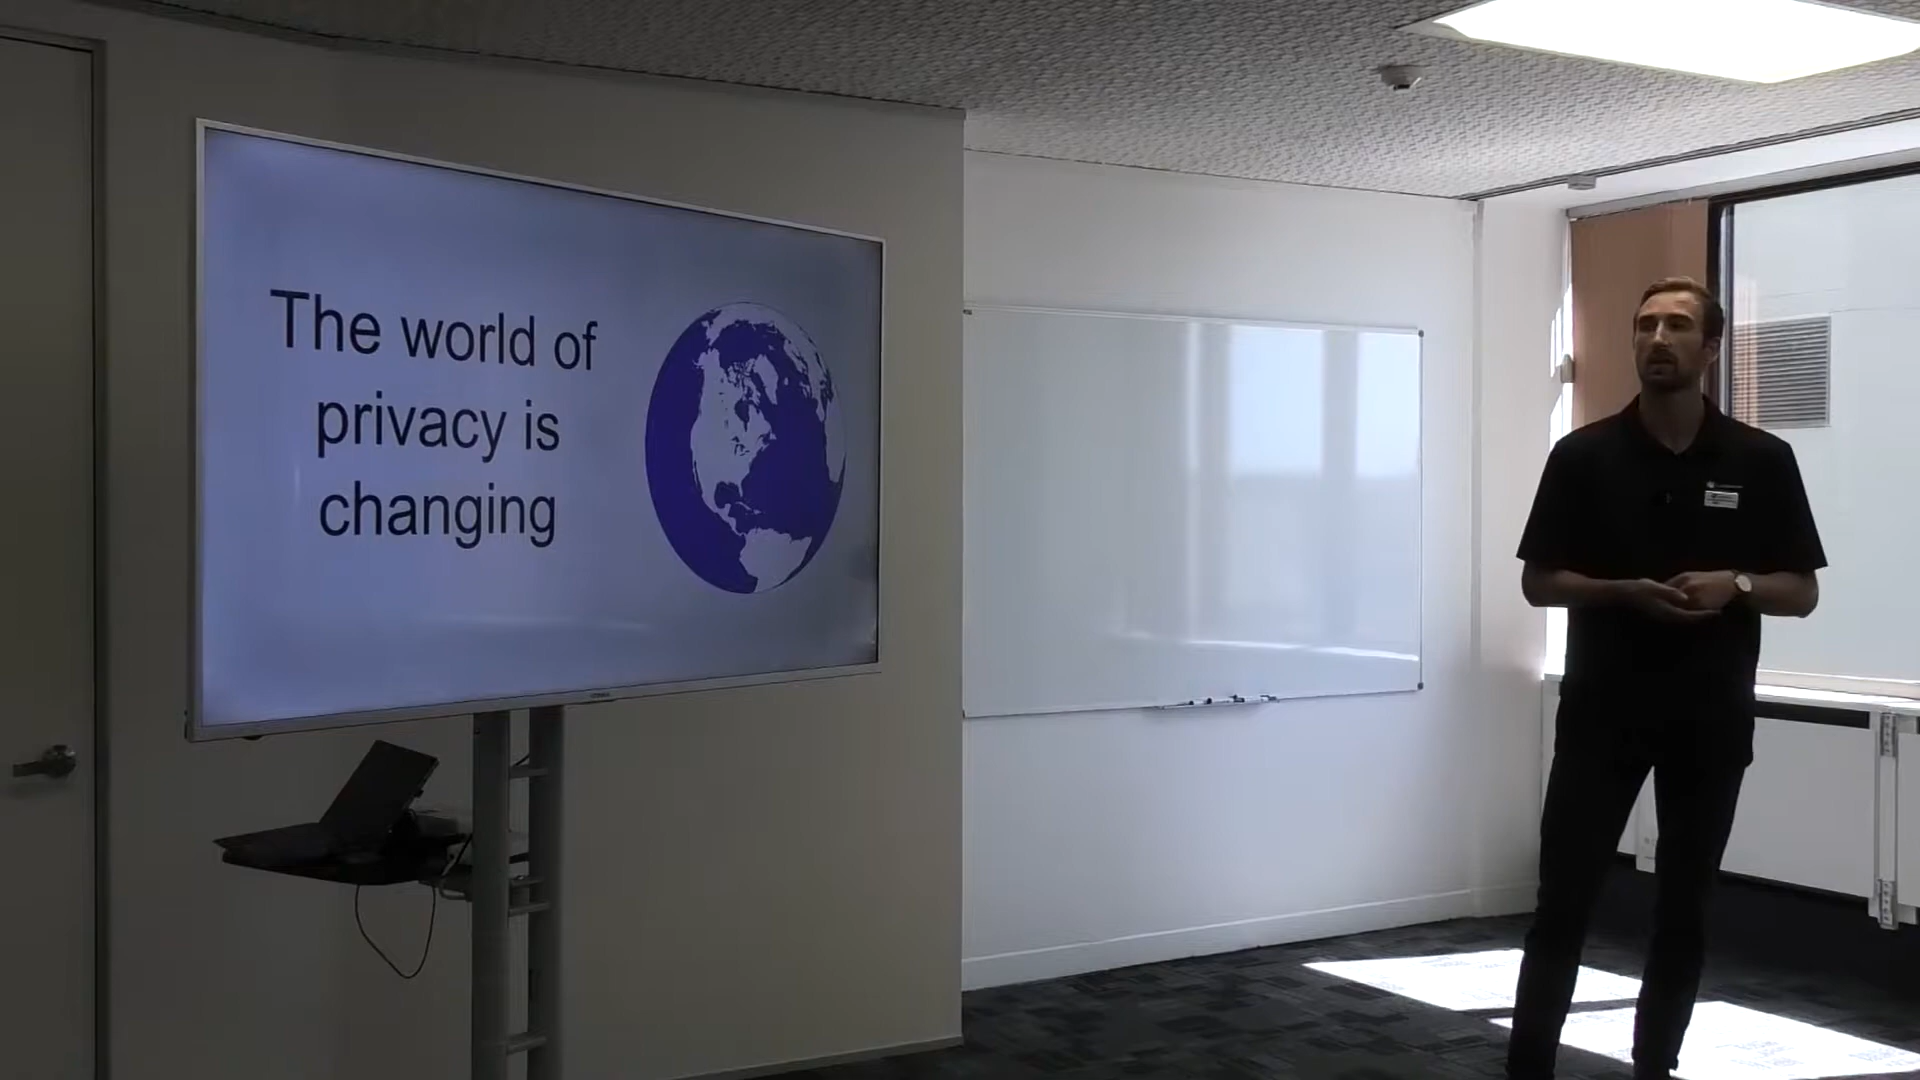 The world of
privacy is
changing